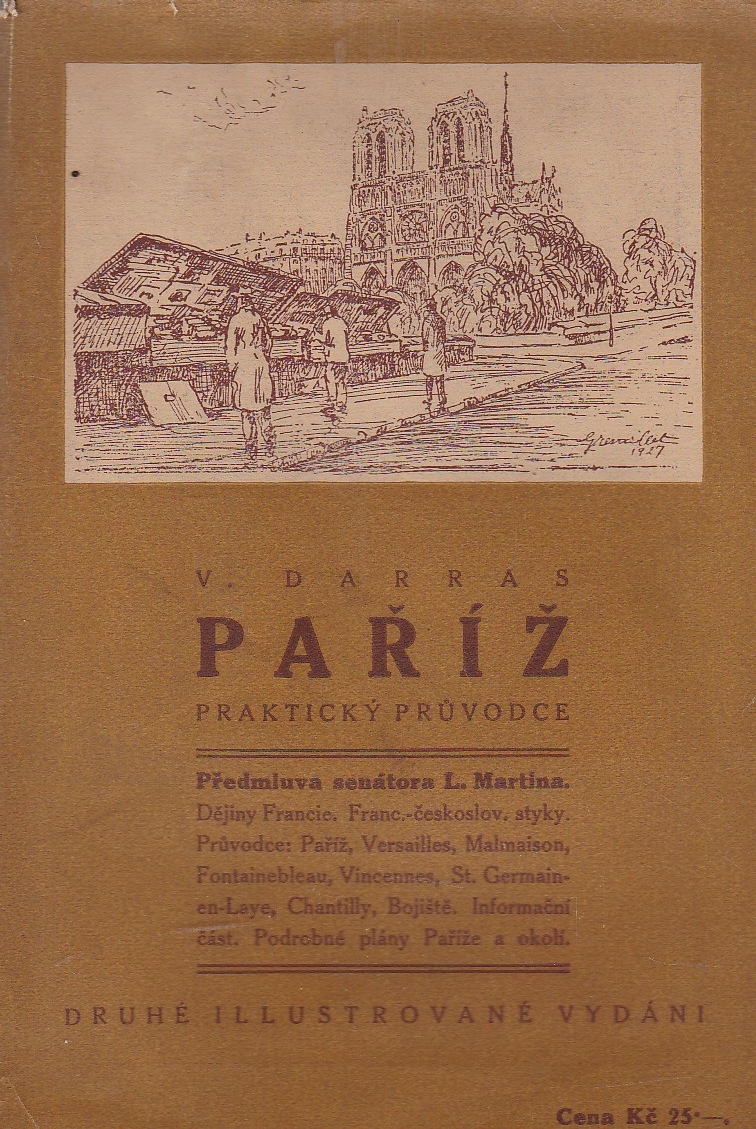 1927
V. DARRAS
PAŘÍŽ
PRAKTICKÝ PRŮVODCE
Předmluva senátora L. Martina.
Dějiny Francie. Franc.-českoslov. styky.
Průvodce: Paříž, Versailles, Malmaison,
Fontainebleau, Vincennes, St. Germain-
en-Laye, Chantilly, Bojiště. Informační
část. Podrobné plány Paříže a okolí.
DRUHÉ ILLUSTROVANÉ VYDÁNI
Cena Kč 25·—.